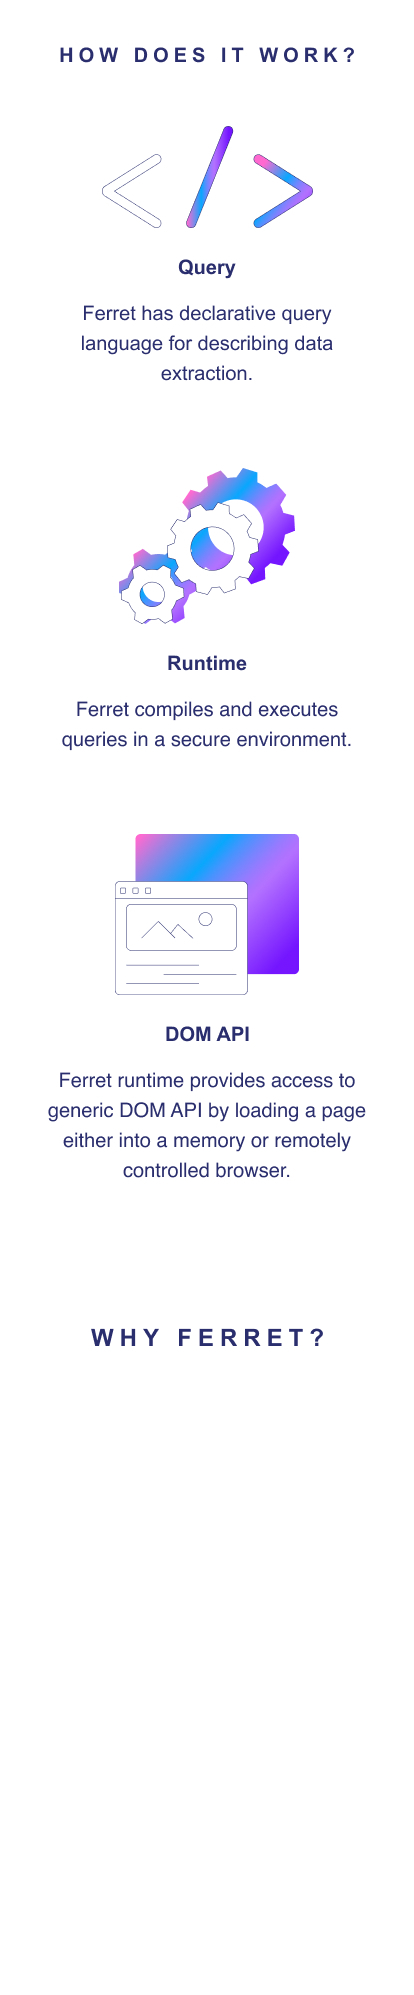 HOW DOES IT WORK?
Query
Ferret has declarative query
language for describing data
extraction.
Runtime
Ferret compiles and executes
queries in a secure environment.
DOM API
Ferret runtime provides access to
generic DOM API by loading a page
either into a memory or remotely
controlled browser.
WHY FERRET?